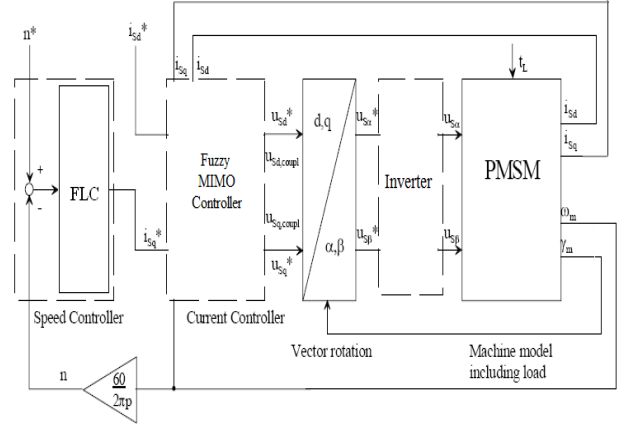 n*
i_Sd*
i_Sq
i_Sd
t_L
+
-
FLC
i_Sq*
Fuzzy
MIMO
Controller
u_Sd*
u_Sd,coupl
u_Sq,coupl
u_Sq*
d,q
α,β
u_Sα*
u_Sβ*
Inverter
u_Sα
u_Sβ
PMSM
i_Sd
i_Sq
ω_m
γ_m
Speed Controller
Current Controller
Vector rotation
Machine model
including load
n
60
2πp